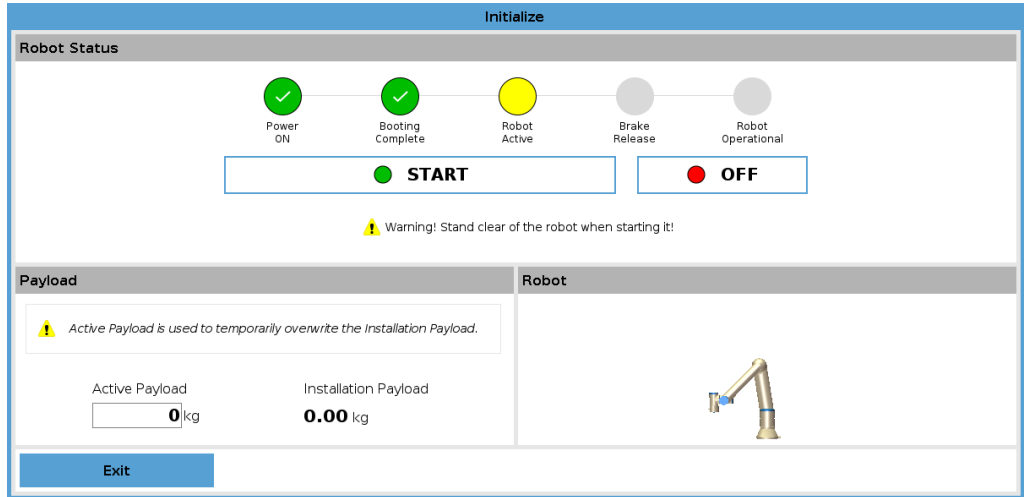 Initialize
Robot Status
Power
ON
Booting
Complete
Robot
Active
Brake
Release
Robot
Operational
START
OFF
Warning! Stand clear of the robot when starting it!
Payload
Robot
Active Payload is used to temporarily overwrite the Installation Payload.
Active Payload
Installation Payload
0 kg
0.00 kg
Exit